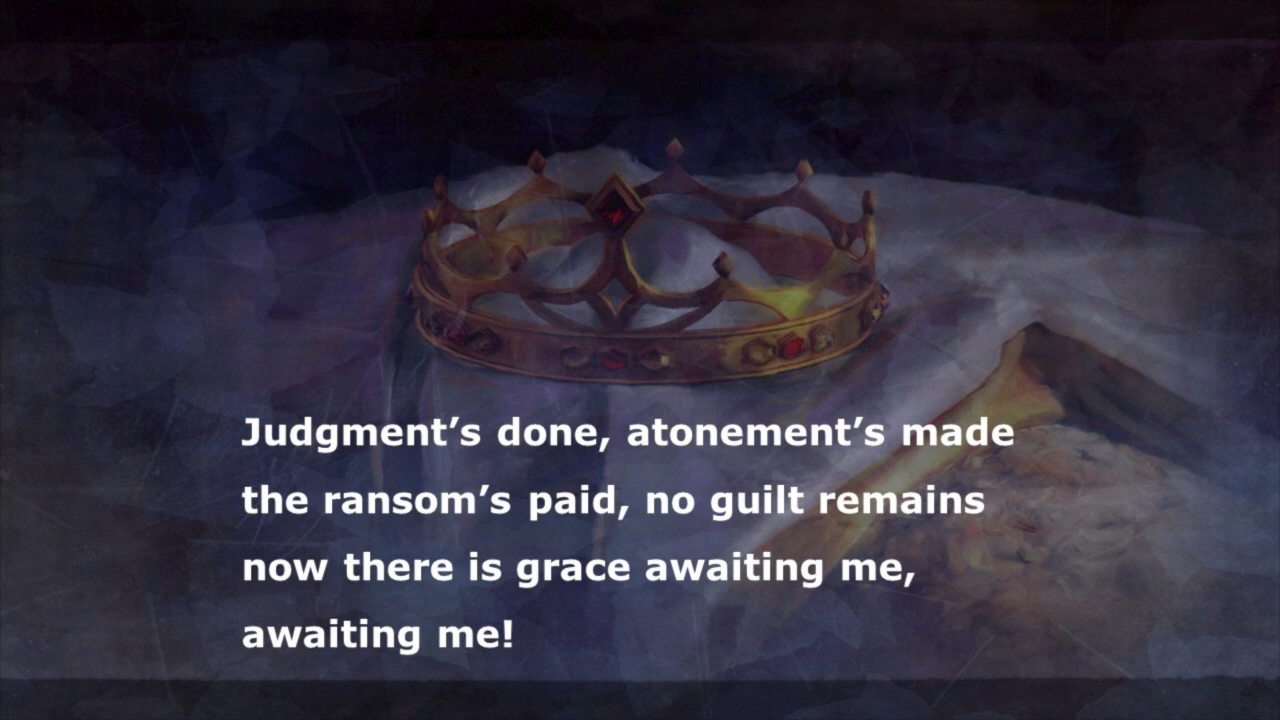 Judgment’s done, atonement’s made
the ransom’s paid, no guilt remains
now there is grace awaiting me,
awaiting me!